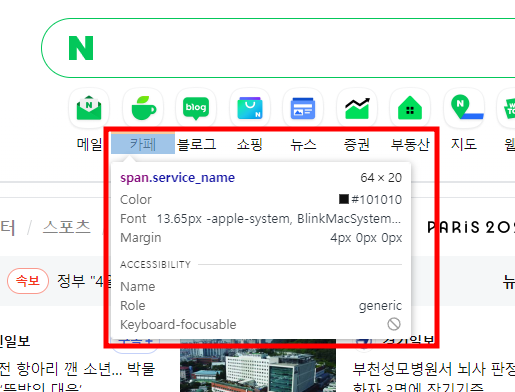 N
blog
N
메일 카페 블로그 쇼핑 뉴스 증권 부동산 지도
span.service_name 64 × 20
Color #101010
Font 13.65px -apple-system, BlinkMacSystem...
Margin 4px 0px 0px
ACCESSIBILITY
Name
Role generic
Keyboard-focusable
터 / 스포츠 /
PARIS 202
속보 정부 "4
뉴
일보
경기일보
전 항아리 깬 소년... 박물
"뜻밖의 대응"
부천성모병원서 뇌사 판정
환자 3명에 장기기증